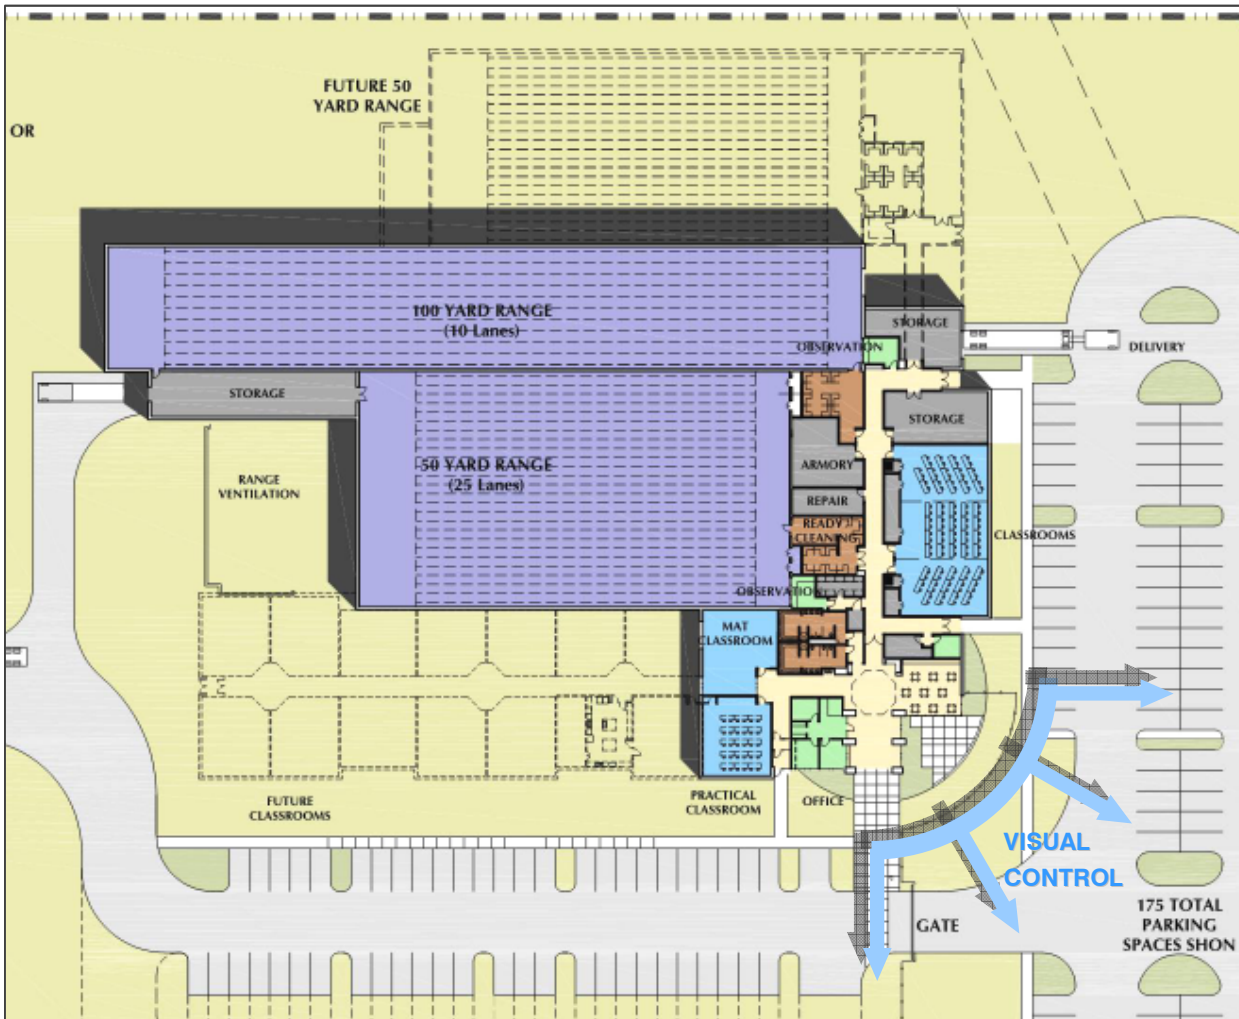 FUTURE 50
YARD RANGE
OR
100 YARD RANGE
(10 Lanes)
STORAGE
OBSERVATION
DELIVERY
STORAGE
STORAGE
50 YARD RANGE
(25 Lanes)
ARMORY
RANGE
VENTILATION
REPAIR
READY
CLEANING
CLASSROOMS
OBSERVATION
MAT
CLASSROOM
PRACTICAL
CLASSROOM
OFFICE
FUTURE
CLASSROOMS
VISUAL
CONTROL
GATE
175 TOTAL
PARKING
SPACES SHON